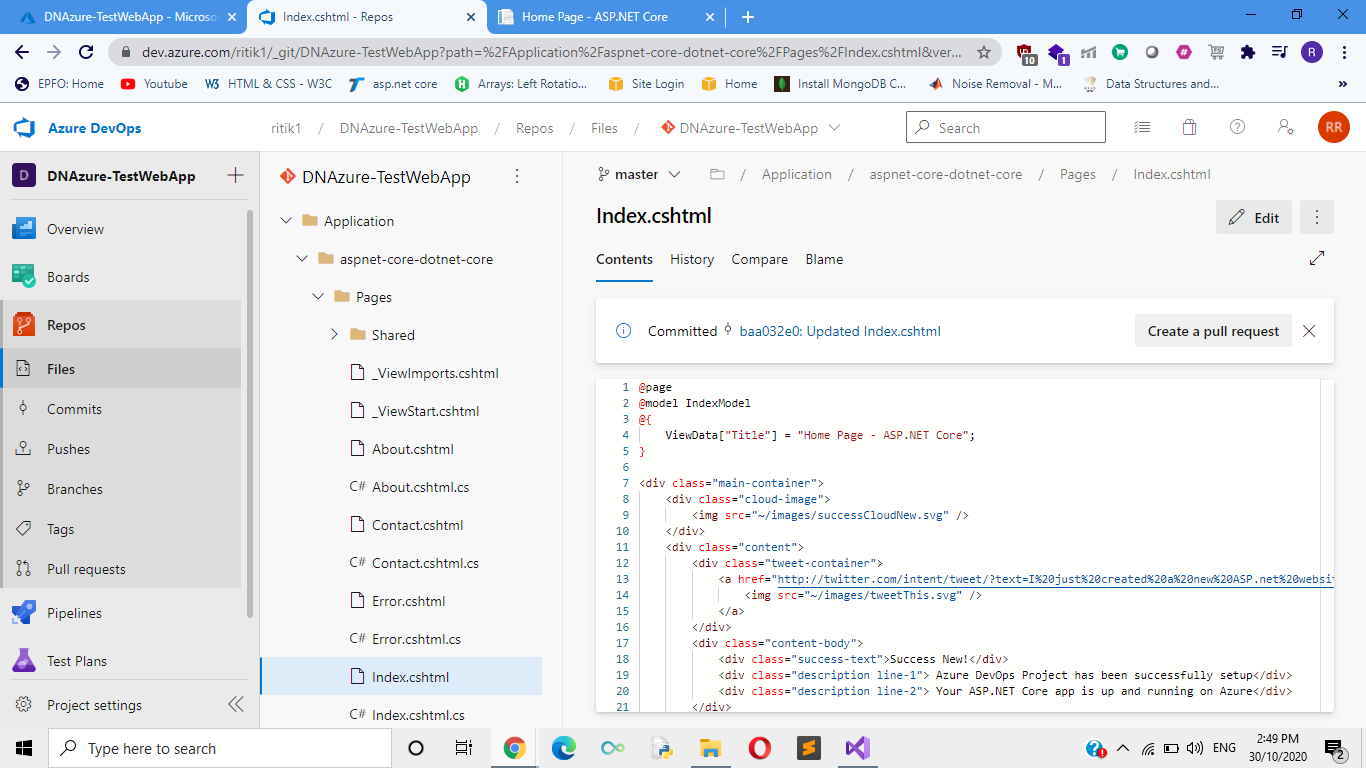 DNAzure-TestWebApp - Microso
Index.cshtml - Repos
Home Page - ASP.NET Core
dev.azure.com/ritik1/_git/DNAzure-TestWebApp?path=%2FApplication%2Faspnet-core-dotnet-core%2FPages%2FIndex.cshtml&ver...
10
1
R
EPFO: Home
Youtube
W3S HTML & CSS - W3C
asp.net core
Arrays: Left Rotatio...
Site Login
Home
Install MongoDB C...
Noise Removal - M...
Data Structures and...
Azure DevOps
ritik1 / DNAzure-TestWebApp / Repos / Files / DNAzure-TestWebApp
Search
RR
D DNAzure-TestWebApp
Overview
Boards
Repos
Files
Commits
Pushes
Branches
Tags
Pull requests
Pipelines
Test Plans
Project settings
DNAzure-TestWebApp
Application
aspnet-core-dotnet-core
Pages
Shared
_ViewImports.cshtml
_ViewStart.cshtml
About.cshtml
C# About.cshtml.cs
Contact.cshtml
C# Contact.cshtml.cs
Error.cshtml
C# Error.cshtml.cs
Index.cshtml
C# Index.cshtml.cs
master / Application / aspnet-core-dotnet-core / Pages / Index.cshtml
Index.cshtml
Edit
Contents History Compare Blame
Committed baa032e0: Updated Index.cshtml
Create a pull request
1 @page
2 @model IndexModel
3 @{
4 ViewData["Title"] = "Home Page - ASP.NET Core";
5 }
6
7 <div class="main-container">
8 <div class="cloud-image">
9 <img src="~/images/successCloudNew.svg" />
10 </div>
11 <div class="content">
12 <div class="tweet-container">
13 <a href="http://twitter.com/intent/tweet/?text=I%20just%20created%20a%20new%20ASP.net%20websit
14 <img src="~/images/tweetThis.svg" />
15 </a>
16 </div>
17 <div class="content-body">
18 <div class="success-text">Success New!</div>
19 <div class="description line-1"> Azure DevOps Project has been successfully setup</div>
20 <div class="description line-2"> Your ASP.NET Core app is up and running on Azure</div>
21 </div>
Type here to search
ENG
2:49 PM
30/10/2020
2